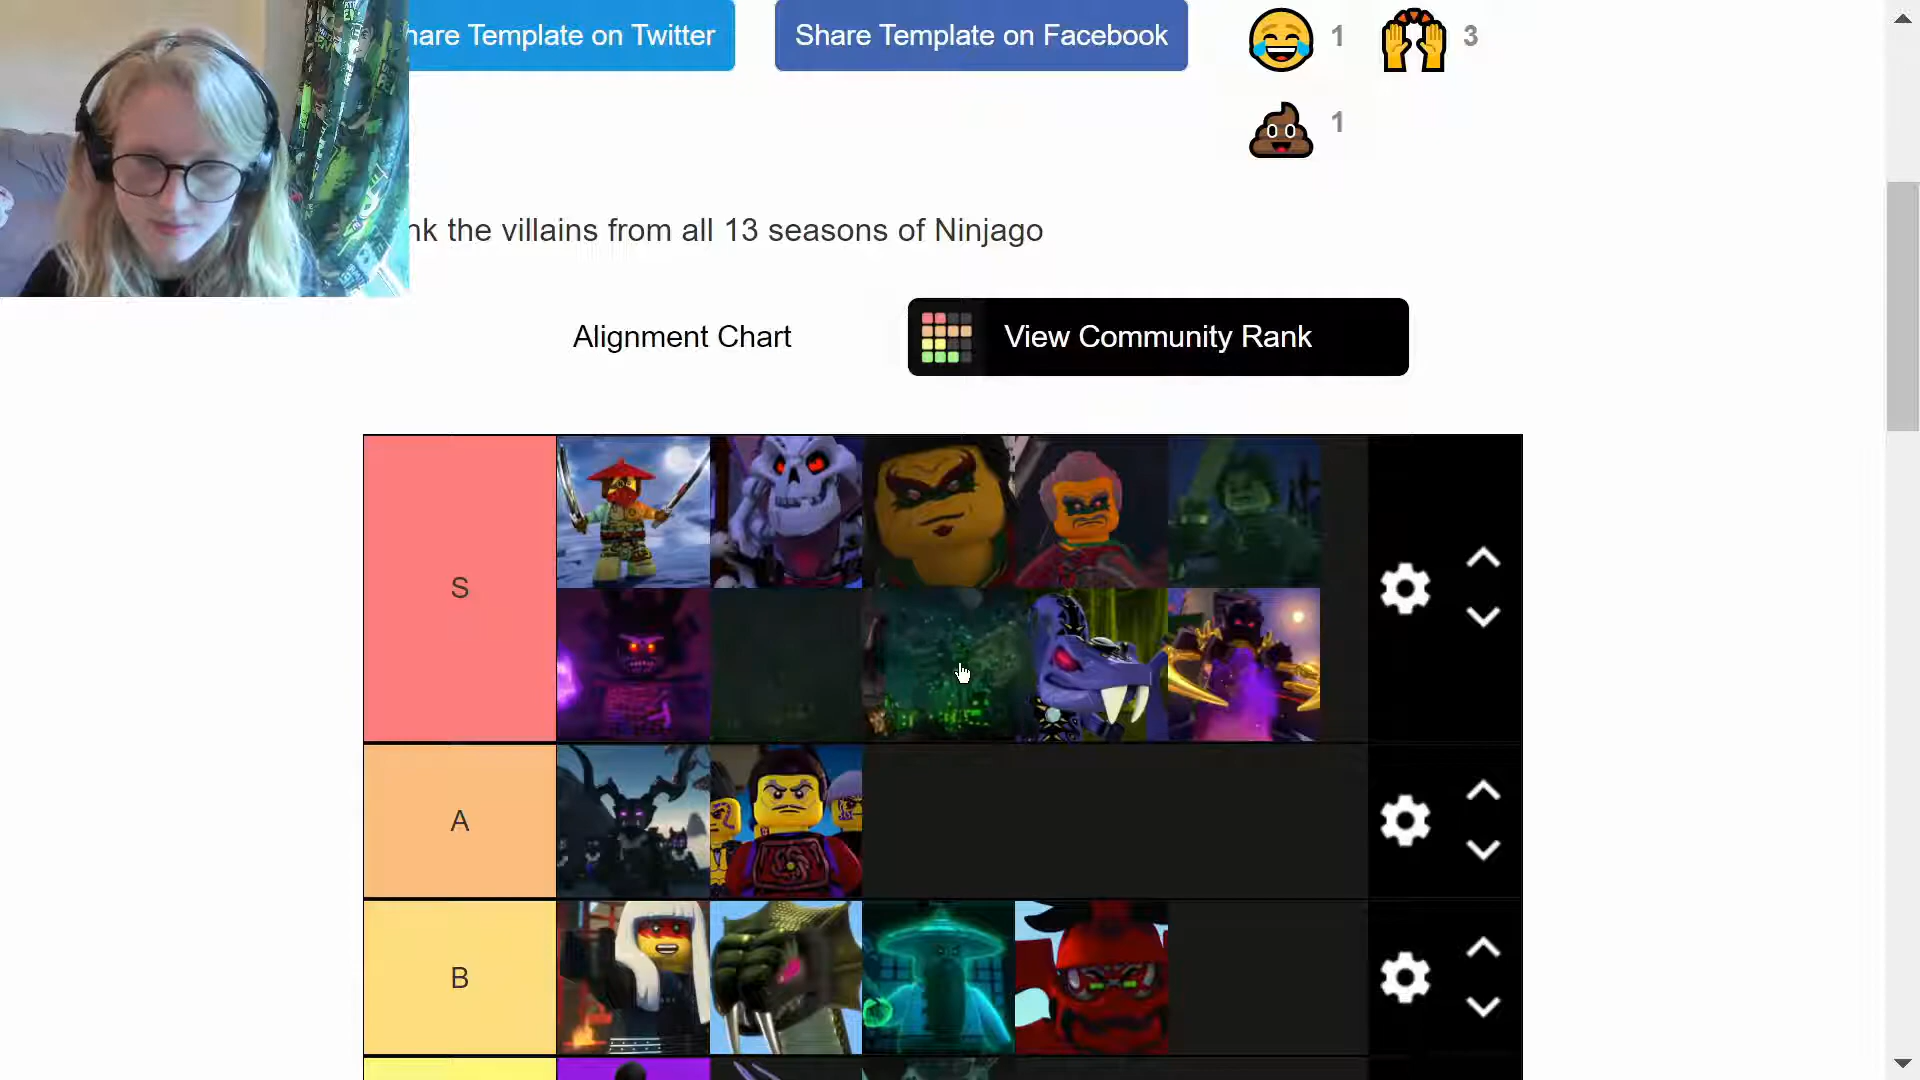 hare Template on Twitter
Share Template on Facebook
1
3
1
nk the villains from all 13 seasons of Ninjago
Alignment Chart
View Community Rank
S
A
B